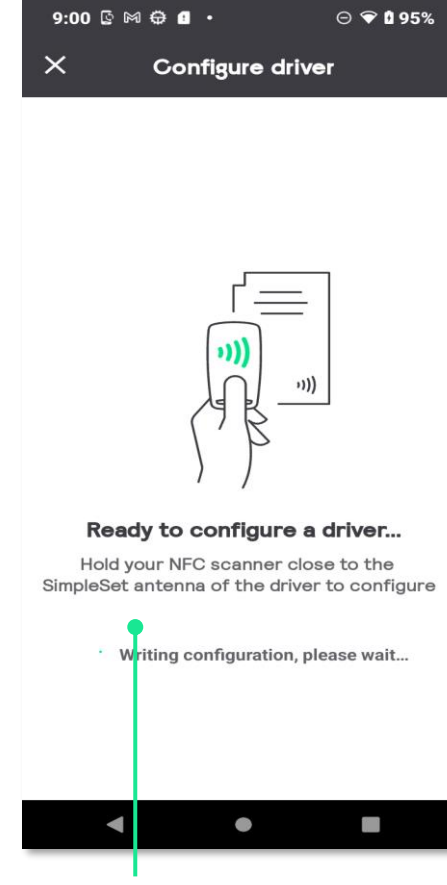 9:00
95%
Configure driver
Ready to configure a driver...
Hold your NFC scanner close to the
SimpleSet antenna of the driver to configure
Writing configuration, please wait...